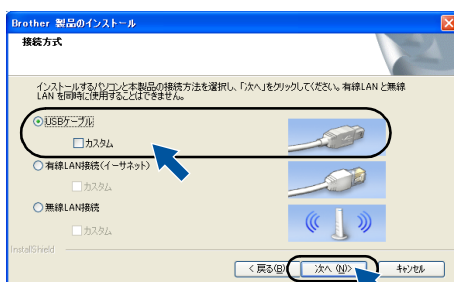 Brother 製品のインストール
接続方式
インストールするパソコンと本製品の接続方法を選択し、「次へ」をクリックしてください。有線LAN と無線
LAN を同時に使用することはできません。
USBケーブル
カスタム
有線LAN接続(イーサネット)
カスタム
無線LAN接続
カスタム
InstallShield
< 戻る(B)
次へ (N)>
キャンセル